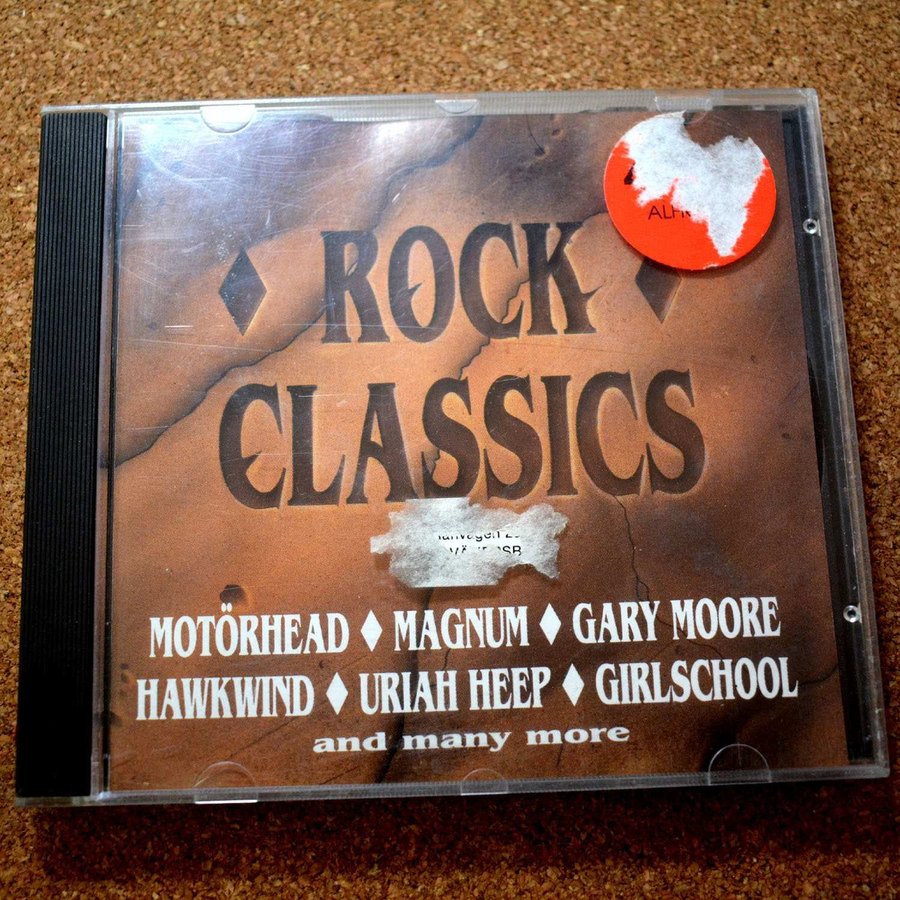 ROCK
CLASSICS
MOTÖRHEAD ♦ MAGNUM ♦ GARY MOORE
HAWKWIND ♦ URIAH HEEP ♦ GIRLSCHOOL
and many more